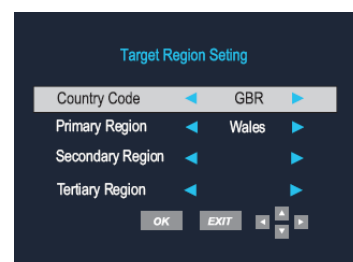 Target Region Seting
Country Code GBR
Primary Region Wales
Secondary Region
Tertiary Region
OK EXIT